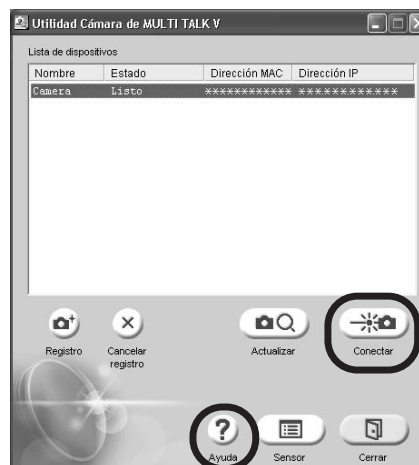 Utilidad Cámara de MULTI TALK V
Lista de dispositivos
Nombre Estado Dirección MAC Dirección IP
Camera Listo ************ ***.***.***.***
Registro Cancelar registro Actualizar Conectar
Ayuda Sensor Cerrar